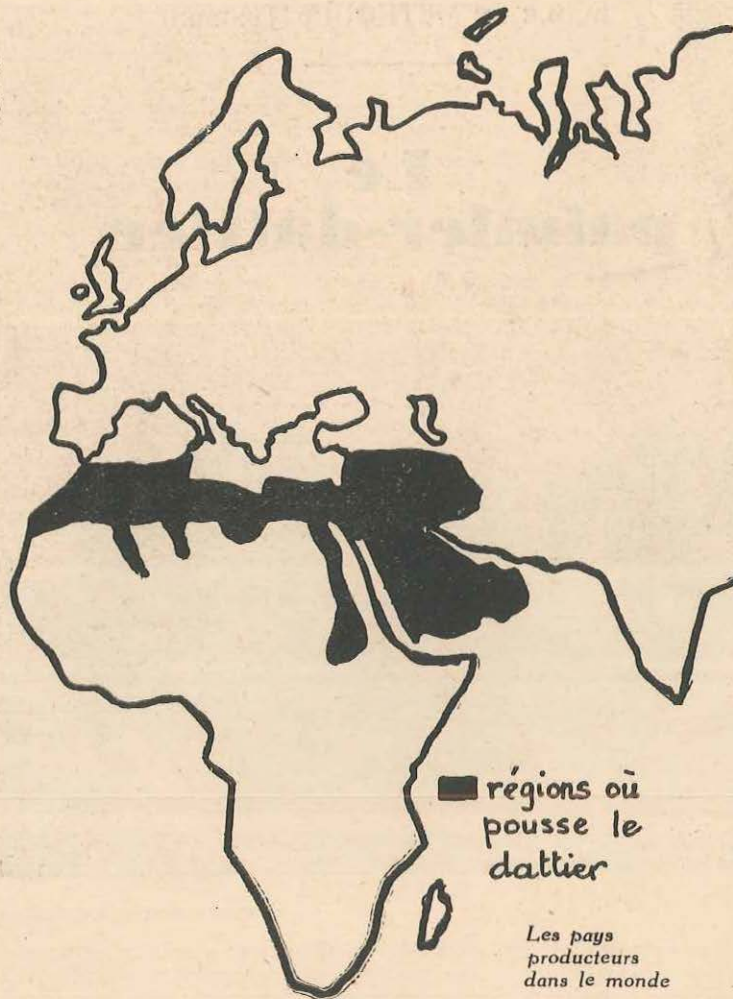 régions où
pousse le
dattier
Les pays
producteurs
dans le monde